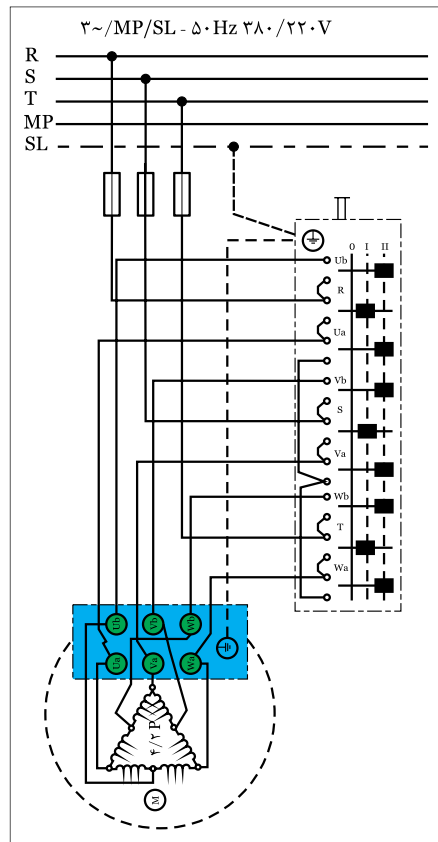 ۳~/MP/SL - ۵۰Hz ۳۸۰/۲۲۰V
R
S
T
MP
SL
II
0 I II
Ub
R
Ua
Vb
S
Va
Wb
T
Wa
Ub Vb Wb
Ua Va Wa
۴/۲P
M